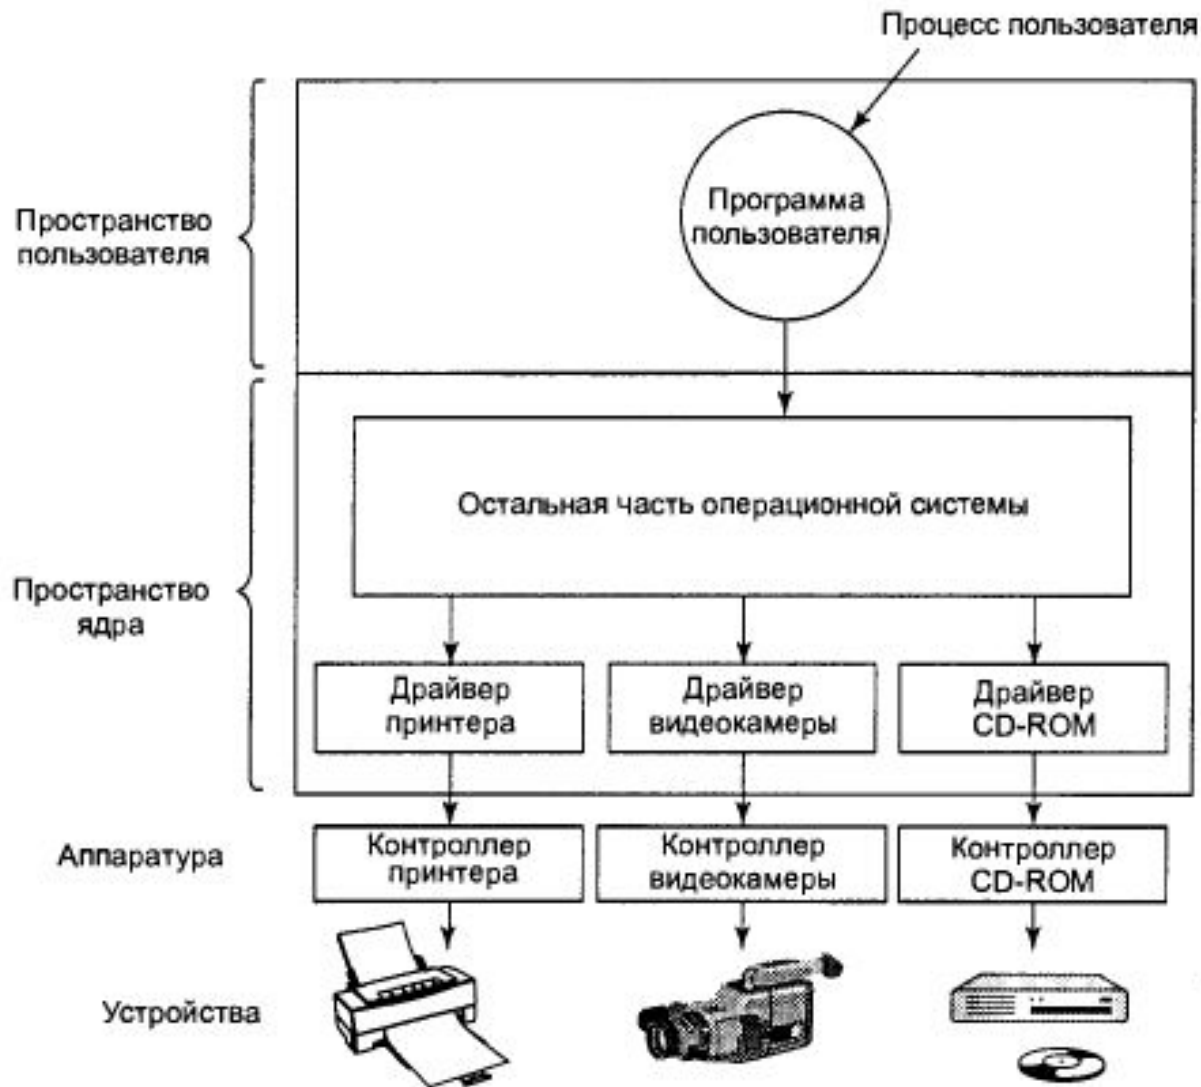 Процесс пользователя
Программа
пользователя
Пространство
пользователя
Остальная часть операционной системы
Пространство
ядра
Драйвер
принтера
Драйвер
видеокамеры
Драйвер
CD-ROM
Аппаратура
Контроллер
принтера
Контроллер
видеокамеры
Контроллер
CD-ROM
Устройства